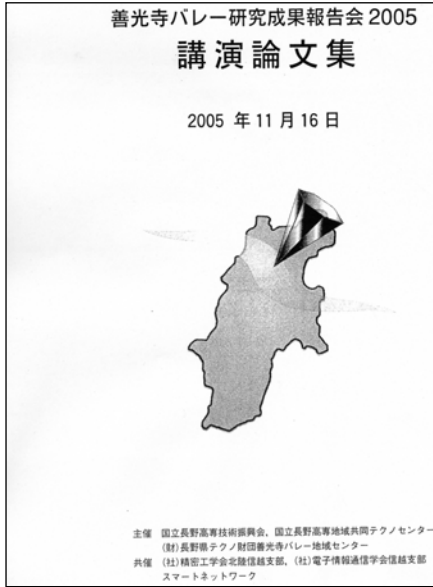 善光寺バレー研究成果報告会 2005
講演論文集
2005 年 11 月 16 日
主催 国立長野高専技術振興会、国立長野高専地域共同テクノセンター
(財)長野県テクノ財団善光寺バレー地域センター
共催 (社)精密工学会北陸信越支部、(社)電子情報通信学会信越支部
スマートネットワーク